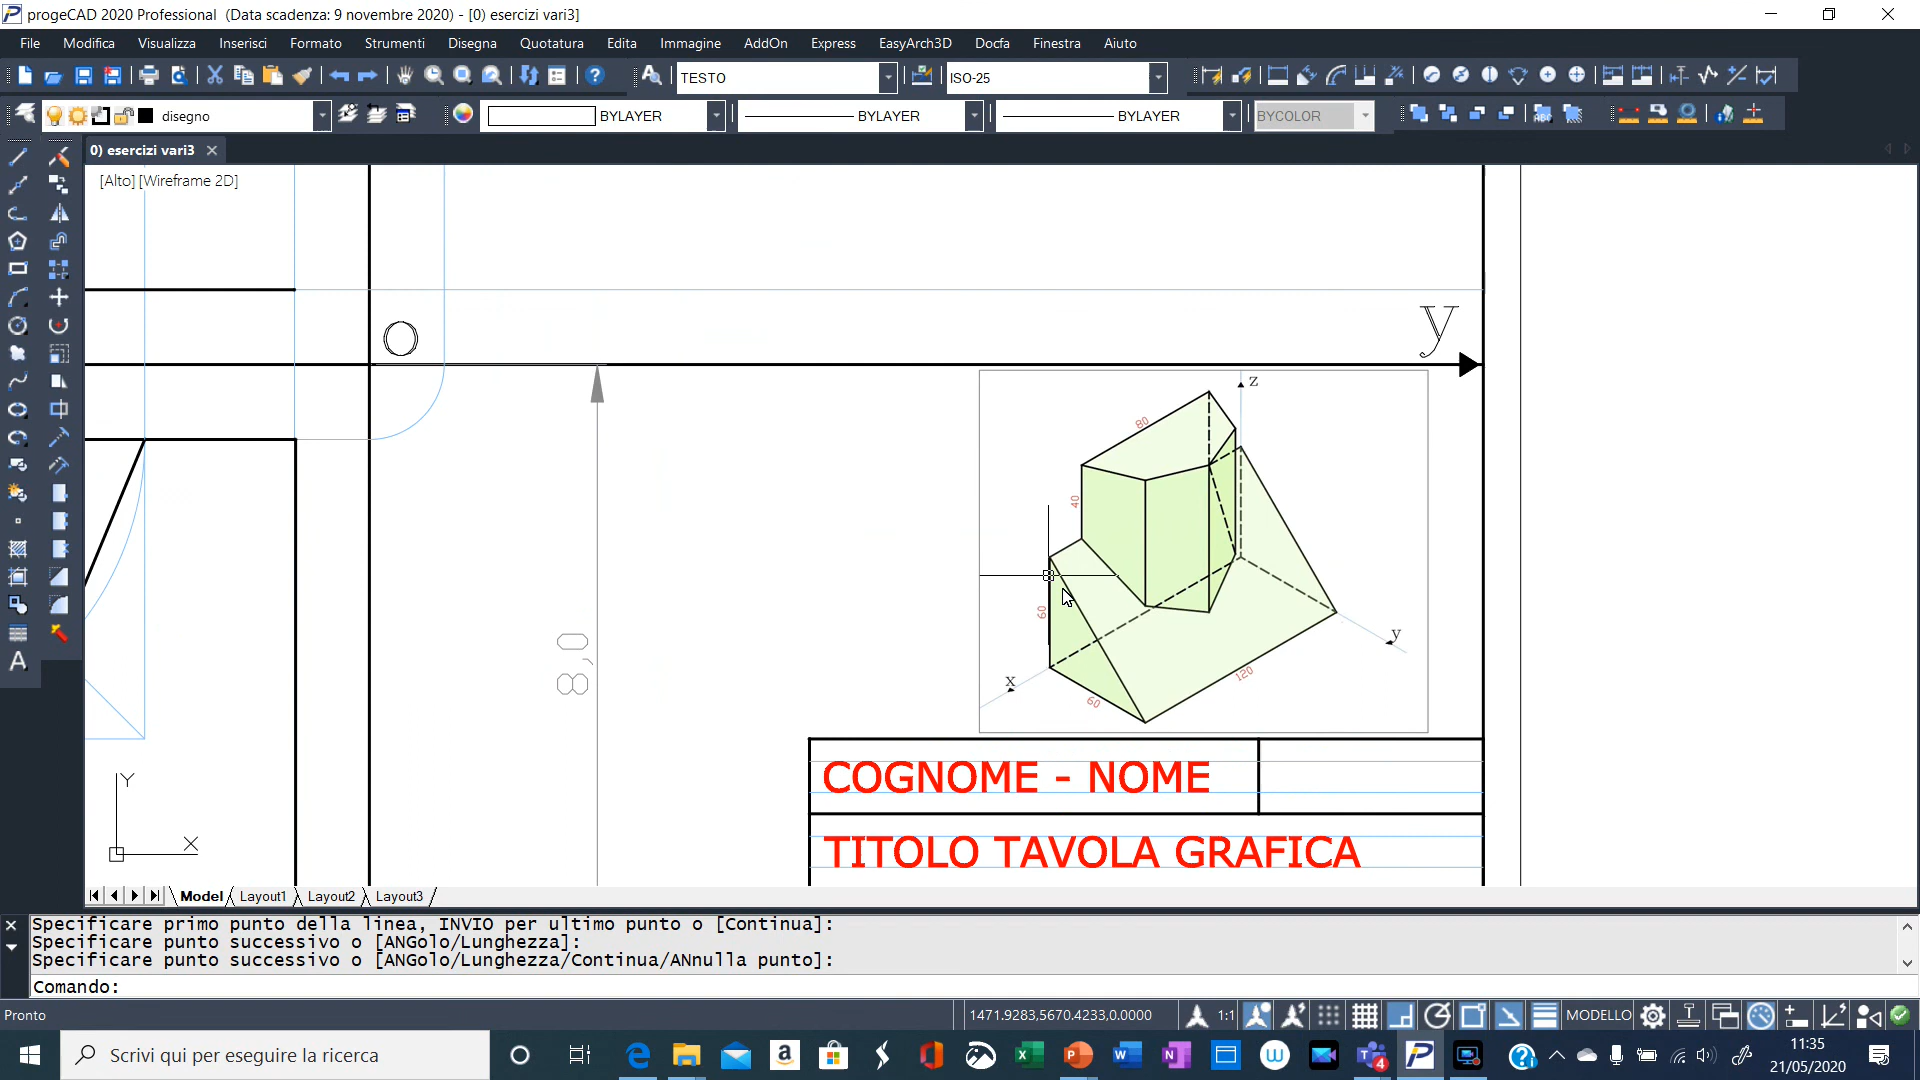 progeCAD 2020 Professional  (Data scadenza: 9 novembre 2020) - [0) esercizi vari3]
File Modifica Visualizza Inserisci Formato Strumenti Disegna Quotatura Edita Immagine AddOn Express EasyArch3D Docfa Finestra Aiuto
TESTO ISO-25
disegno BYLAYER BYLAYER BYLAYER BYCOLOR
0) esercizi vari3
[Alto] [Wireframe 2D]
O
y
z
80
40
8,0
60
y
x
120
60
COGNOME - NOME
TITOLO TAVOLA GRAFICA
Y
X
Model Layout1 Layout2 Layout3
Specificare primo punto della linea, INVIO per ultimo punto o [Continua]:
Specificare punto successivo o [ANGolo/Lunghezza]:
Specificare punto successivo o [ANGolo/Lunghezza/Continua/ANnulla punto]:
Comando:
Pronto 1471.9283,5670.4233,0.0000 1:1 MODELLO
Scrivi qui per eseguire la ricerca
4
11:35
21/05/2020